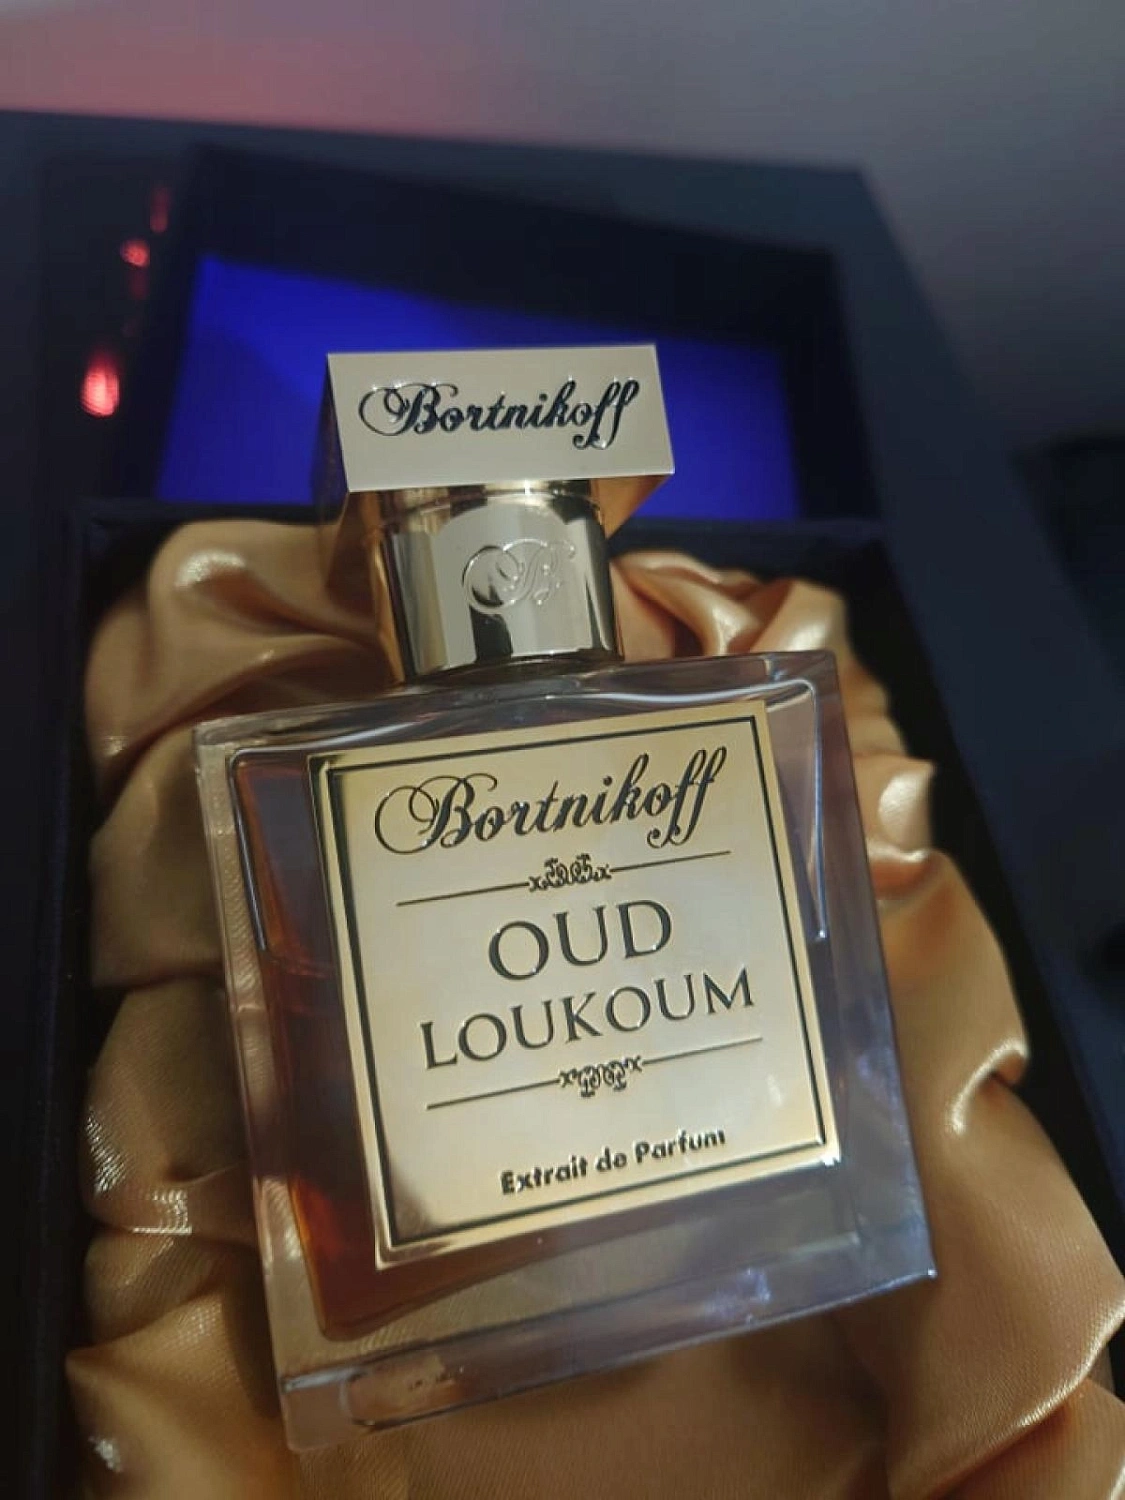 Bortnikoff
B
Bortnikoff
OUD
LOUKOUM
Extrait de Parfum